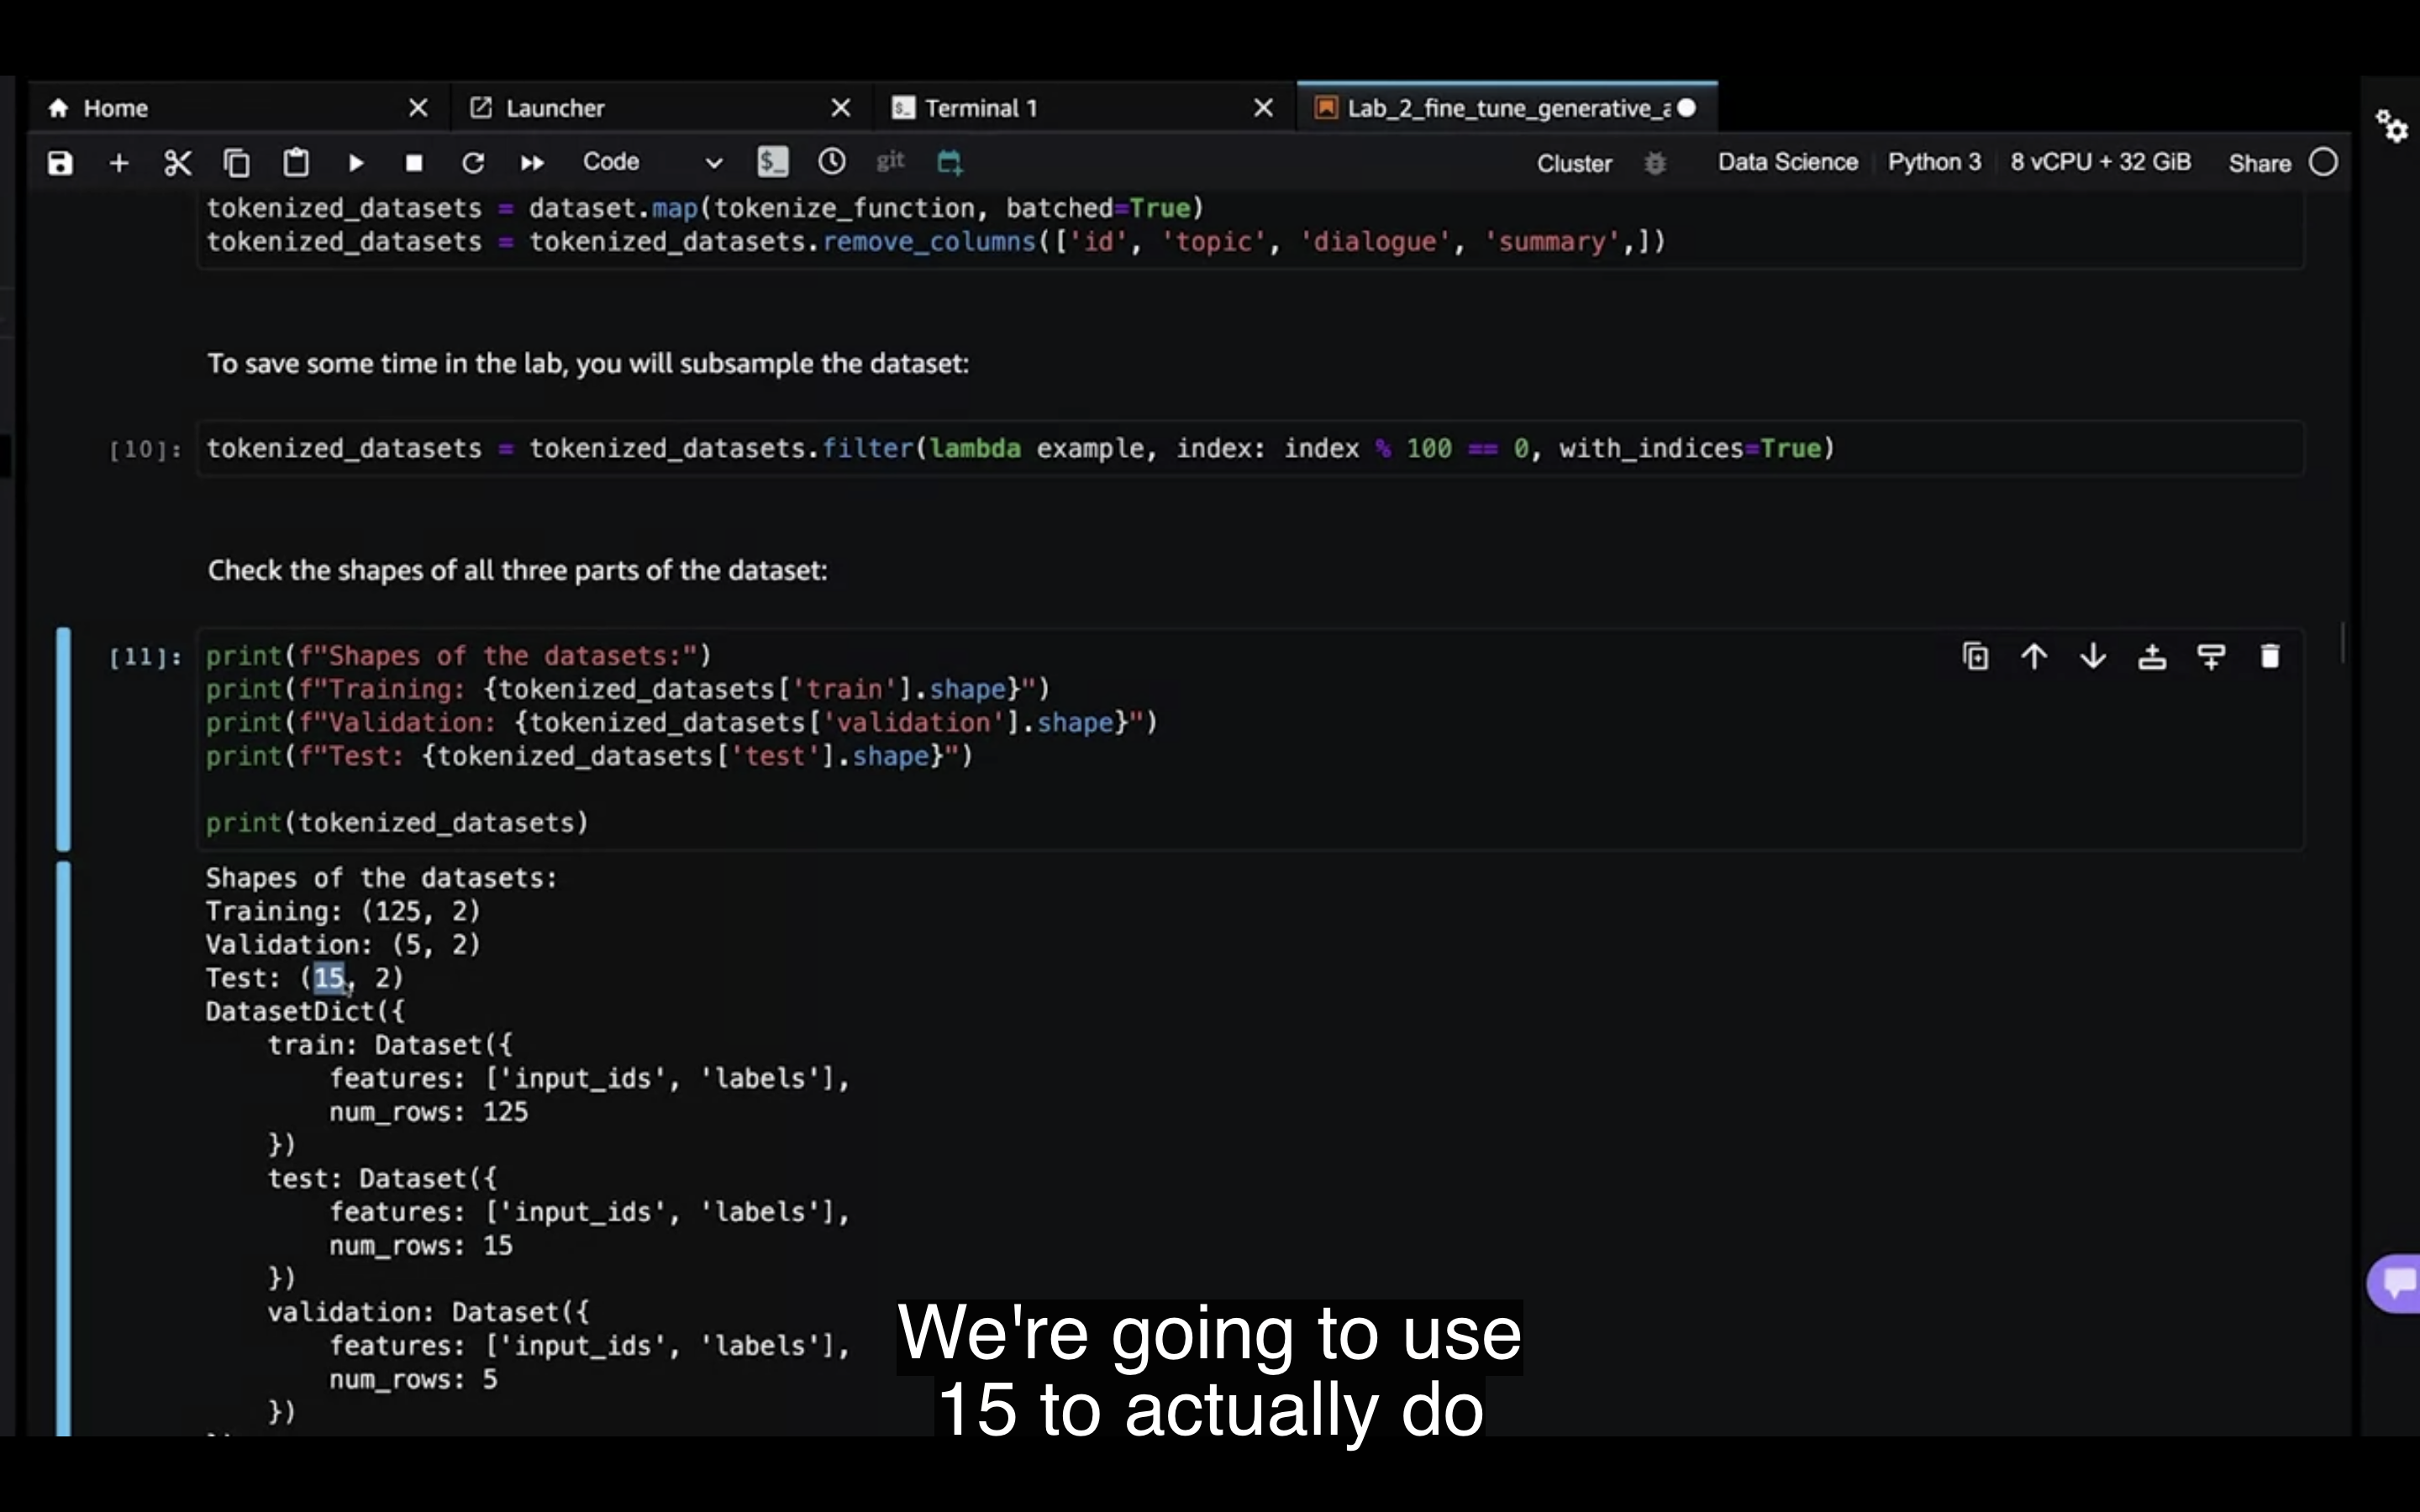 Home
Launcher
Terminal 1
Lab_2_fine_tune_generative_a
Code
git
Cluster
Data Science
Python 3
8 vCPU + 32 GiB
Share
tokenized_datasets = dataset.map(tokenize_function, batched=True)
tokenized_datasets = tokenized_datasets.remove_columns(['id', 'topic', 'dialogue', 'summary',])
To save some time in the lab, you will subsample the dataset:
[10]: tokenized_datasets = tokenized_datasets.filter(lambda example, index: index % 100 == 0, with_indices=True)
Check the shapes of all three parts of the dataset:
[11]: print(f"Shapes of the datasets:")
print(f"Training: {tokenized_datasets['train'].shape}")
print(f"Validation: {tokenized_datasets['validation'].shape}")
print(f"Test: {tokenized_datasets['test'].shape}")
print(tokenized_datasets)
Shapes of the datasets:
Training: (125, 2)
Validation: (5, 2)
Test: (15, 2)
DatasetDict({
train: Dataset({
features: ['input_ids', 'labels'],
num_rows: 125
})
test: Dataset({
features: ['input_ids', 'labels'],
num_rows: 15
})
validation: Dataset({
features: ['input_ids', 'labels'],
num_rows: 5
})
We're going to use
15 to actually do